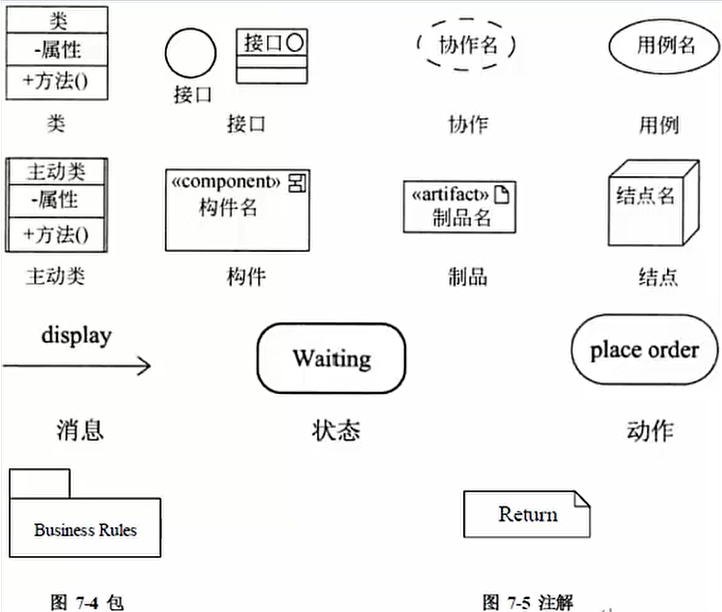 类
-属性
+方法()
类
接口
接口
接口
协作名
协作
用例名
用例
主动类
-属性
+方法()
主动类
«component»
构件名
构件
«artifact»
制品名
制品
结点名
结点
display
消息
Waiting
状态
place order
动作
Business Rules
图 7-4 包
Return
图 7-5 注解